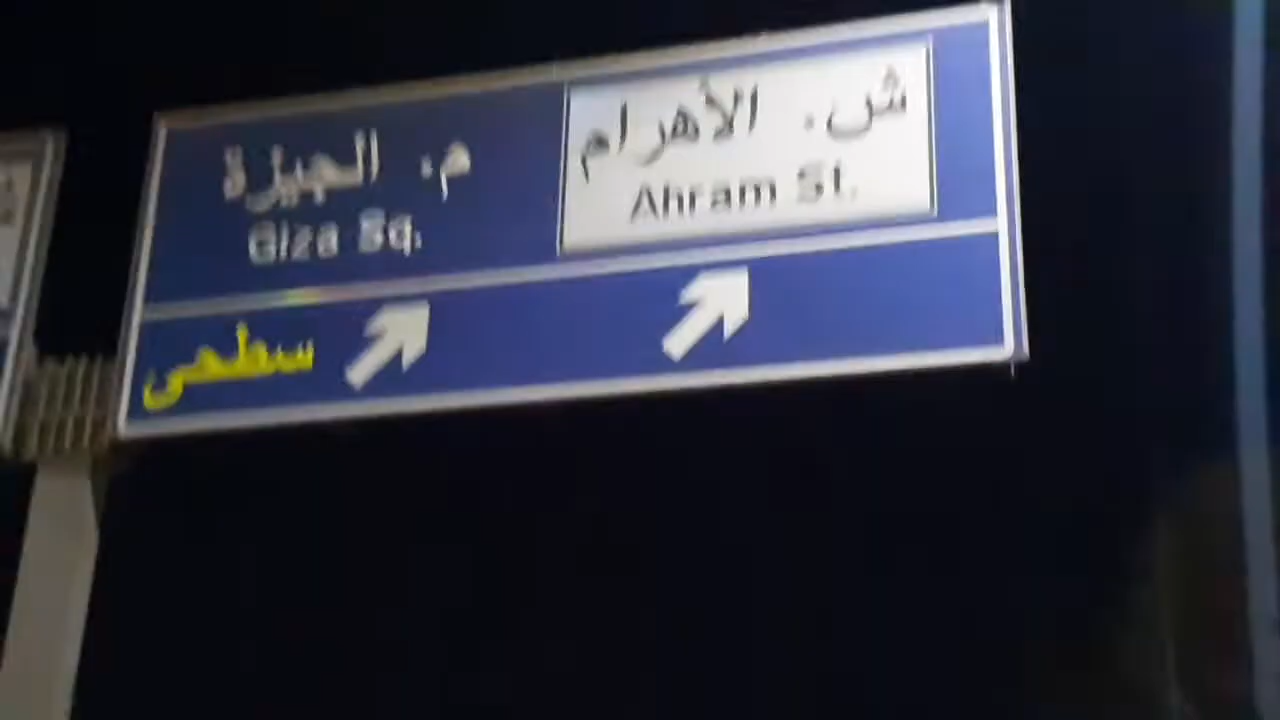 ش. الأهرام
Ahram St.
م. الجيزة
Giza Sq.
سطحى